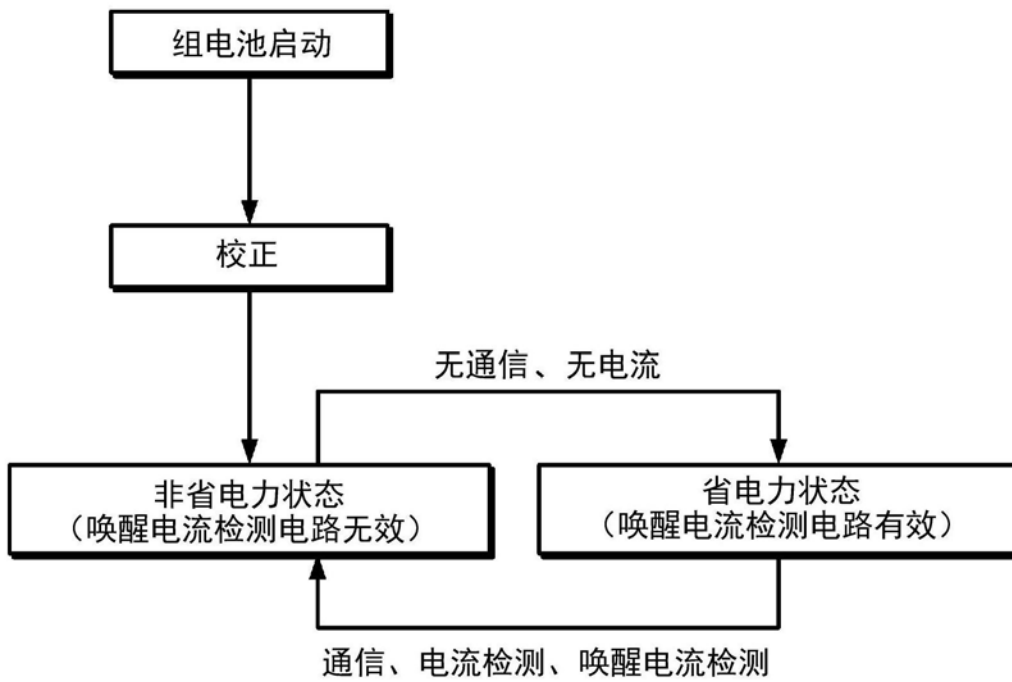 组电池启动
校正
无通信、无电流
非省电力状态
（唤醒电流检测电路无效）
省电力状态
（唤醒电流检测电路有效）
通信、电流检测、唤醒电流检测